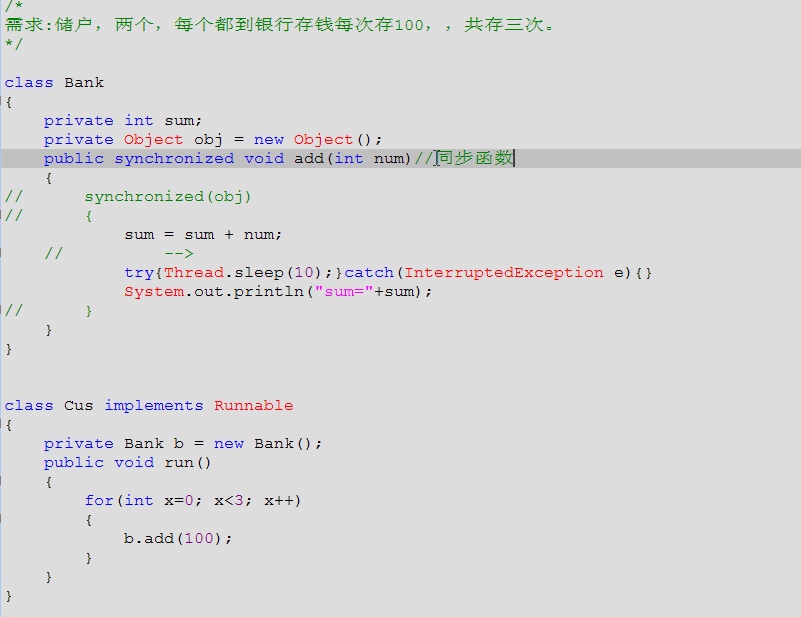 /*
需求:储户，两个，每个都到银行存钱每次存100，，共存三次。
*/
class Bank
{
    private int sum;
    private Object obj = new Object();
    public synchronized void add(int num)//同步函数
    {
//      synchronized(obj)
//      {
            sum = sum + num;
    //          -->
            try{Thread.sleep(10);}catch(InterruptedException e){}
            System.out.println("sum="+sum);
//      }
    }
}
class Cus implements Runnable
{
    private Bank b = new Bank();
    public void run()
    {
        for(int x=0; x<3; x++)
        {
            b.add(100);
        }
    }
}